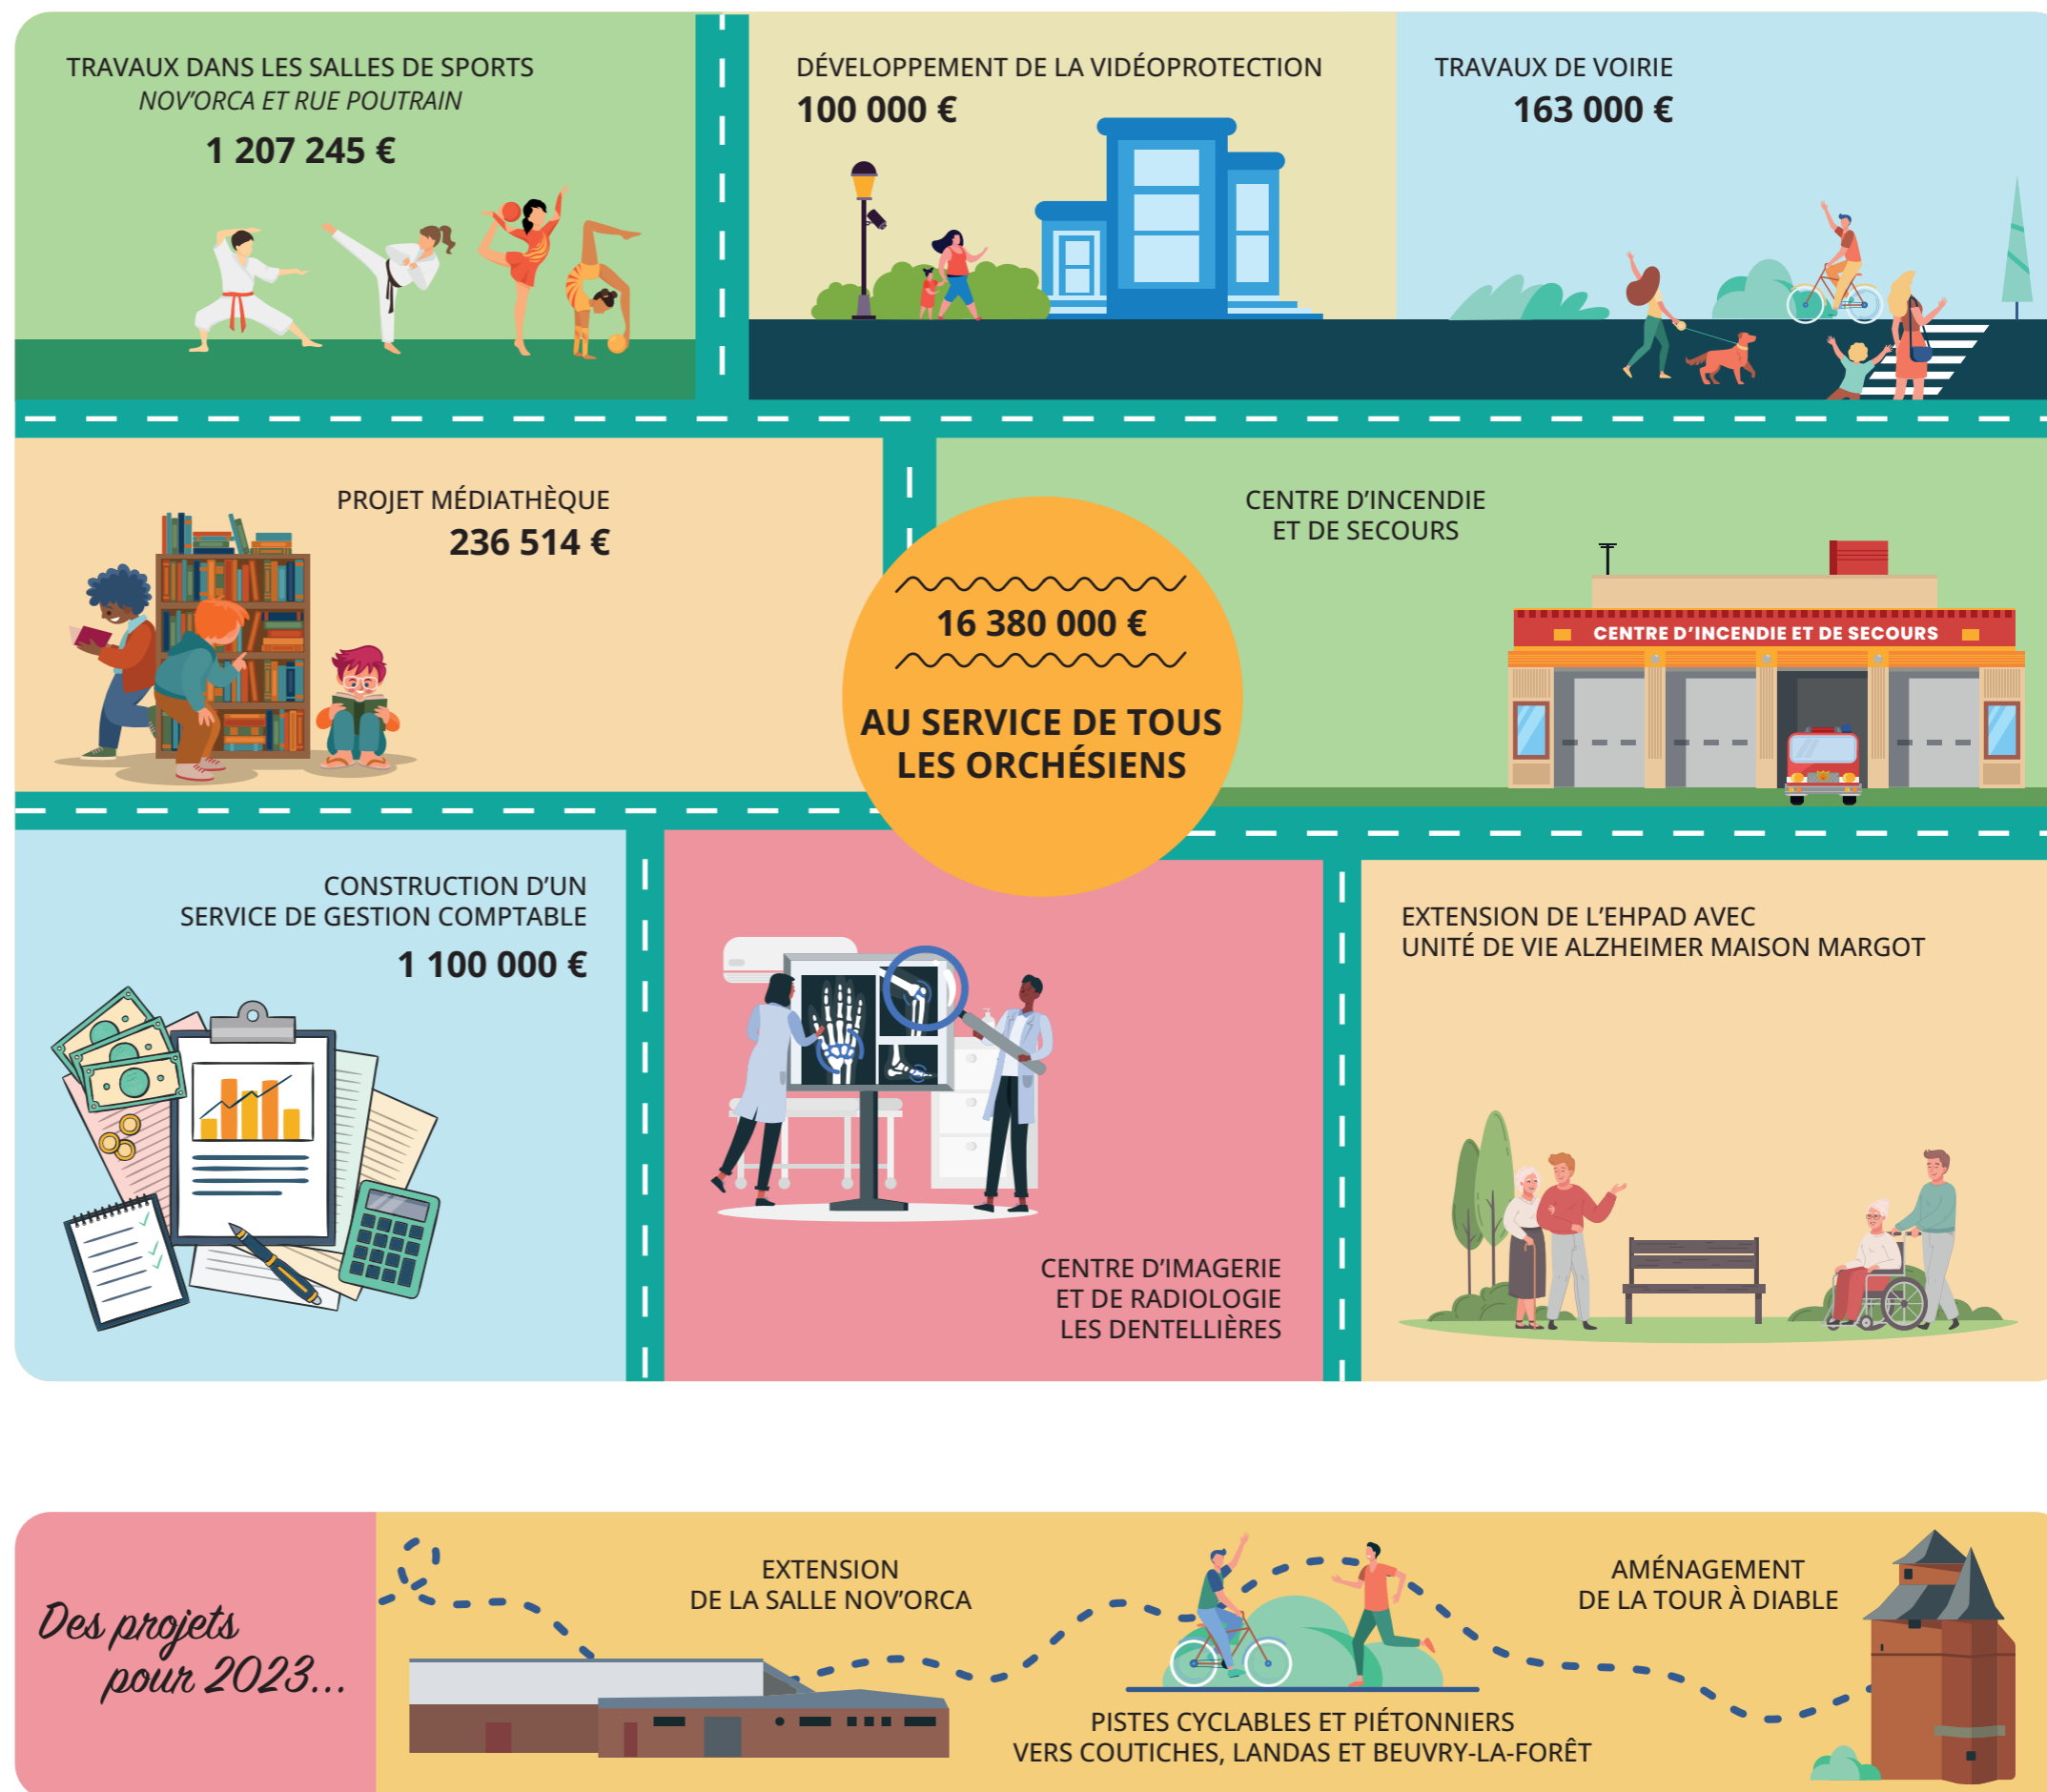 TRAVAUX DANS LES SALLES DE SPORTS
NOV'ORCA ET RUE POUTRAIN
1 207 245 €
DÉVELOPPEMENT DE LA VIDÉOPROTECTION
100 000 €
TRAVAUX DE VOIRIE
163 000 €
PROJET MÉDIATHÈQUE
236 514 €
16 380 000 €
AU SERVICE DE TOUS
LES ORCHÉSIENS
CENTRE D'INCENDIE
ET DE SECOURS
CENTRE D'INCENDIE ET DE SECOURS
CONSTRUCTION D'UN
SERVICE DE GESTION COMPTABLE
1 100 000 €
CENTRE D'IMAGERIE
ET DE RADIOLOGIE
LES DENTELLIÈRES
EXTENSION DE L'EHPAD AVEC
UNITÉ DE VIE ALZHEIMER MAISON MARGOT
Des projets
pour 2023...
EXTENSION
DE LA SALLE NOV'ORCA
PISTES CYCLABLES ET PIÉTONNIERS
VERS COUTICHES, LANDAS ET BEUVRY-LA-FORÊT
AMÉNAGEMENT
DE LA TOUR À DIABLE